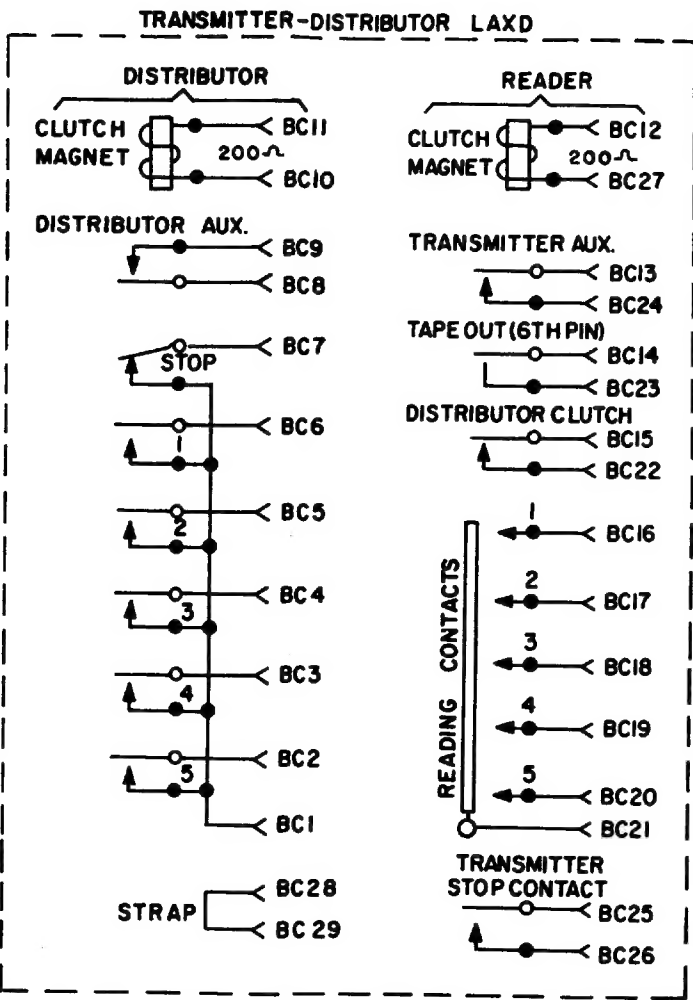 TRANSMITTER-DISTRIBUTOR LAXD
DISTRIBUTOR
CLUTCH
MAGNET
200Ω
BC11
BC10
DISTRIBUTOR AUX.
BC9
BC8
BC7
STOP
BC6
1
BC5
2
BC4
3
BC3
4
BC2
5
BC1
STRAP
BC28
BC29
READER
CLUTCH
MAGNET
200Ω
BC12
BC27
TRANSMITTER AUX.
BC13
BC24
TAPE OUT (6TH PIN)
BC14
BC23
DISTRIBUTOR CLUTCH
BC15
BC22
READING CONTACTS
1
BC16
2
BC17
3
BC18
4
BC19
5
BC20
BC21
TRANSMITTER
STOP CONTACT
BC25
BC26